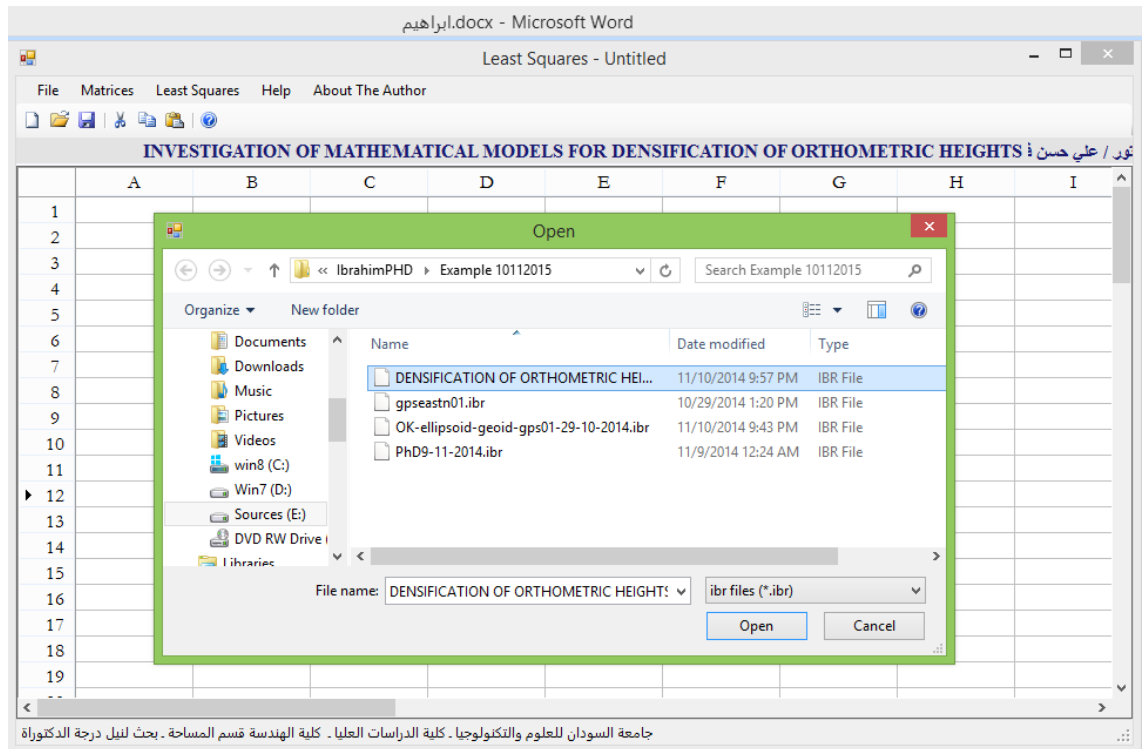 ابراهيم.docx - Microsoft Word
Least Squares - Untitled
File Matrices Least Squares Help About The Author
INVESTIGATION OF MATHEMATICAL MODELS FOR DENSIFICATION OF ORTHOMETRIC HEIGHTS تور / علي حسن ف
A B C D E F G H I
1
2
Open
3
« IbrahimPHD Example 10112015 Search Example 10112015
4
5
Organize New folder
6
Documents Name Date modified Type
7
Downloads DENSIFICATION OF ORTHOMETRIC HEI... 11/10/2014 9:57 PM IBR File
8
Music gpseastn01.ibr 10/29/2014 1:20 PM IBR File
9
Pictures OK-ellipsoid-geoid-gps01-29-10-2014.ibr 11/10/2014 9:43 PM IBR File
10
Videos PhD9-11-2014.ibr 11/9/2014 12:24 AM IBR File
11
win8 (C:)
12
Win7 (D:)
13
Sources (E:)
14
DVD RW Drive (
Libraries
15
16
File name: DENSIFICATION OF ORTHOMETRIC HEIGHTS ibr files (*.ibr)
17
Open Cancel
18
19
جامعة السودان للعلوم والتكنولوجيا ـ كلية الدراسات العليا ـ كلية الهندسة قسم المساحة ـ بحث لنيل درجة الدكتوراة